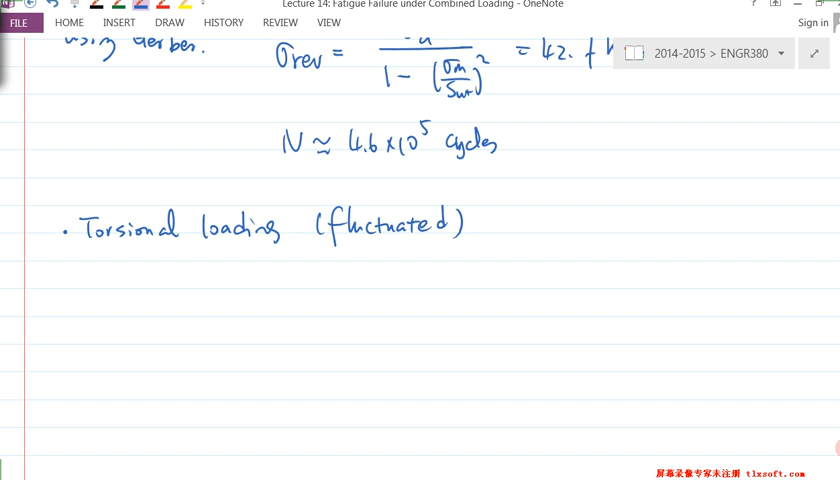 Lecture 14: Fatigue Failure under Combined Loading - OneNote
FILE HOME INSERT DRAW HISTORY REVIEW VIEW Sign in
2014-2015 > ENGR380
using Gerber. σrev = / 1 - (σm/Sut)² = 42.
N ≃ 4.6×10⁵ cycles
· Torsional loading (fluctuated)
屏幕录像专家未注册 tlxsoft.com